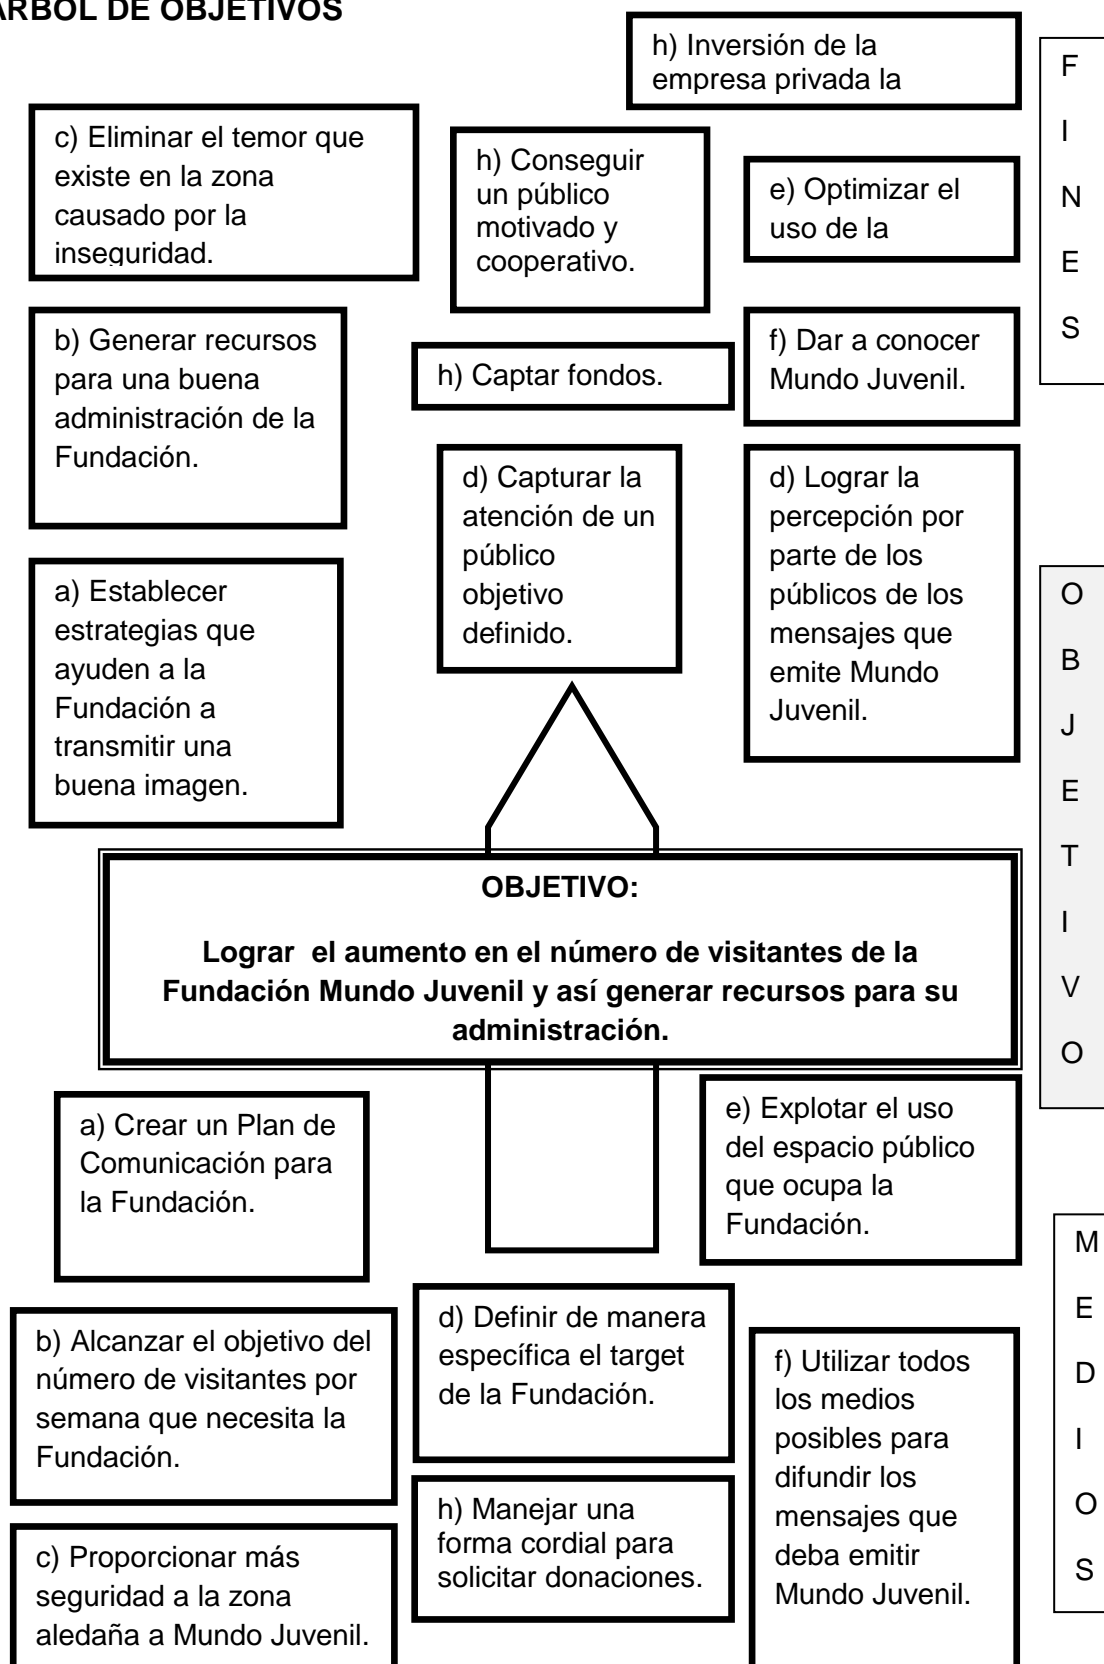 ÁRBOL DE OBJETIVOS
h) Inversión de la
empresa privada la
c) Eliminar el temor que
existe en la zona
causado por la
inseguridad.
h) Conseguir
un público
motivado y
cooperativo.
e) Optimizar el
uso de la
b) Generar recursos
para una buena
administración de la
Fundación.
h) Captar fondos.
f) Dar a conocer
Mundo Juvenil.
a) Establecer
estrategias que
ayuden a la
Fundación a
transmitir una
buena imagen.
d) Capturar la
atención de un
público
objetivo
definido.
d) Lograr la
percepción por
parte de los
públicos de los
mensajes que
emite Mundo
Juvenil.
F
I
N
E
S
OBJETIVO:
Lograr el aumento en el número de visitantes de la
Fundación Mundo Juvenil y así generar recursos para su
administración.
O
B
J
E
T
I
V
O
a) Crear un Plan de
Comunicación para
la Fundación.
e) Explotar el uso
del espacio público
que ocupa la
Fundación.
b) Alcanzar el objetivo del
número de visitantes por
semana que necesita la
Fundación.
d) Definir de manera
específica el target
de la Fundación.
f) Utilizar todos
los medios
posibles para
difundir los
mensajes que
deba emitir
Mundo Juvenil.
c) Proporcionar más
seguridad a la zona
aledaña a Mundo Juvenil.
h) Manejar una
forma cordial para
solicitar donaciones.
M
E
D
I
O
S